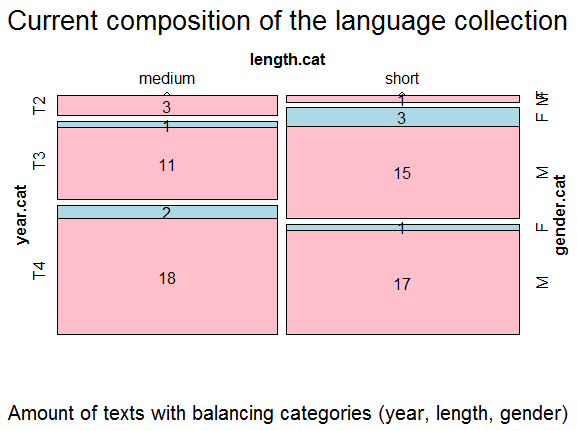 Current composition of the language collection
length.cat
medium short
T2 3 1 M
1 3 F
T3 11 15 M
year.cat gender.cat
2 1 F
T4 18 17 M
Amount of texts with balancing categories (year, length, gender)